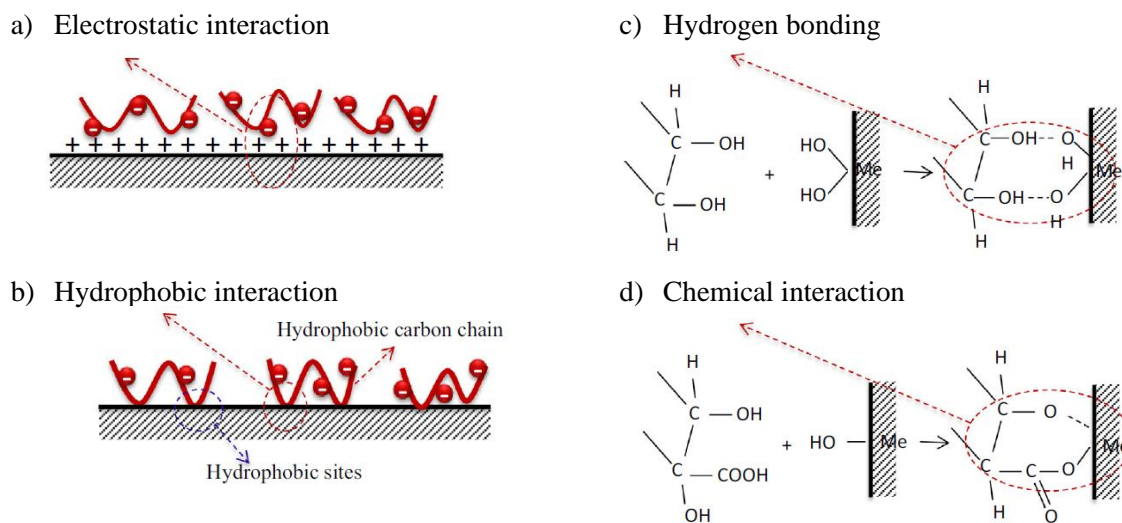 a) Electrostatic interaction
+ + + + + + + + + + + + + + + +
b) Hydrophobic interaction
Hydrophobic carbon chain
Hydrophobic sites
c) Hydrogen bonding
H
C — OH
C — OH
H
+
HO
HO
Me
H
C — OH --- O
H
Me
C — OH --- O
H
H
d) Chemical interaction
H
C — OH
C — COOH
OH
+
HO — Me
H
C — O
Me
C — C — O
H
O